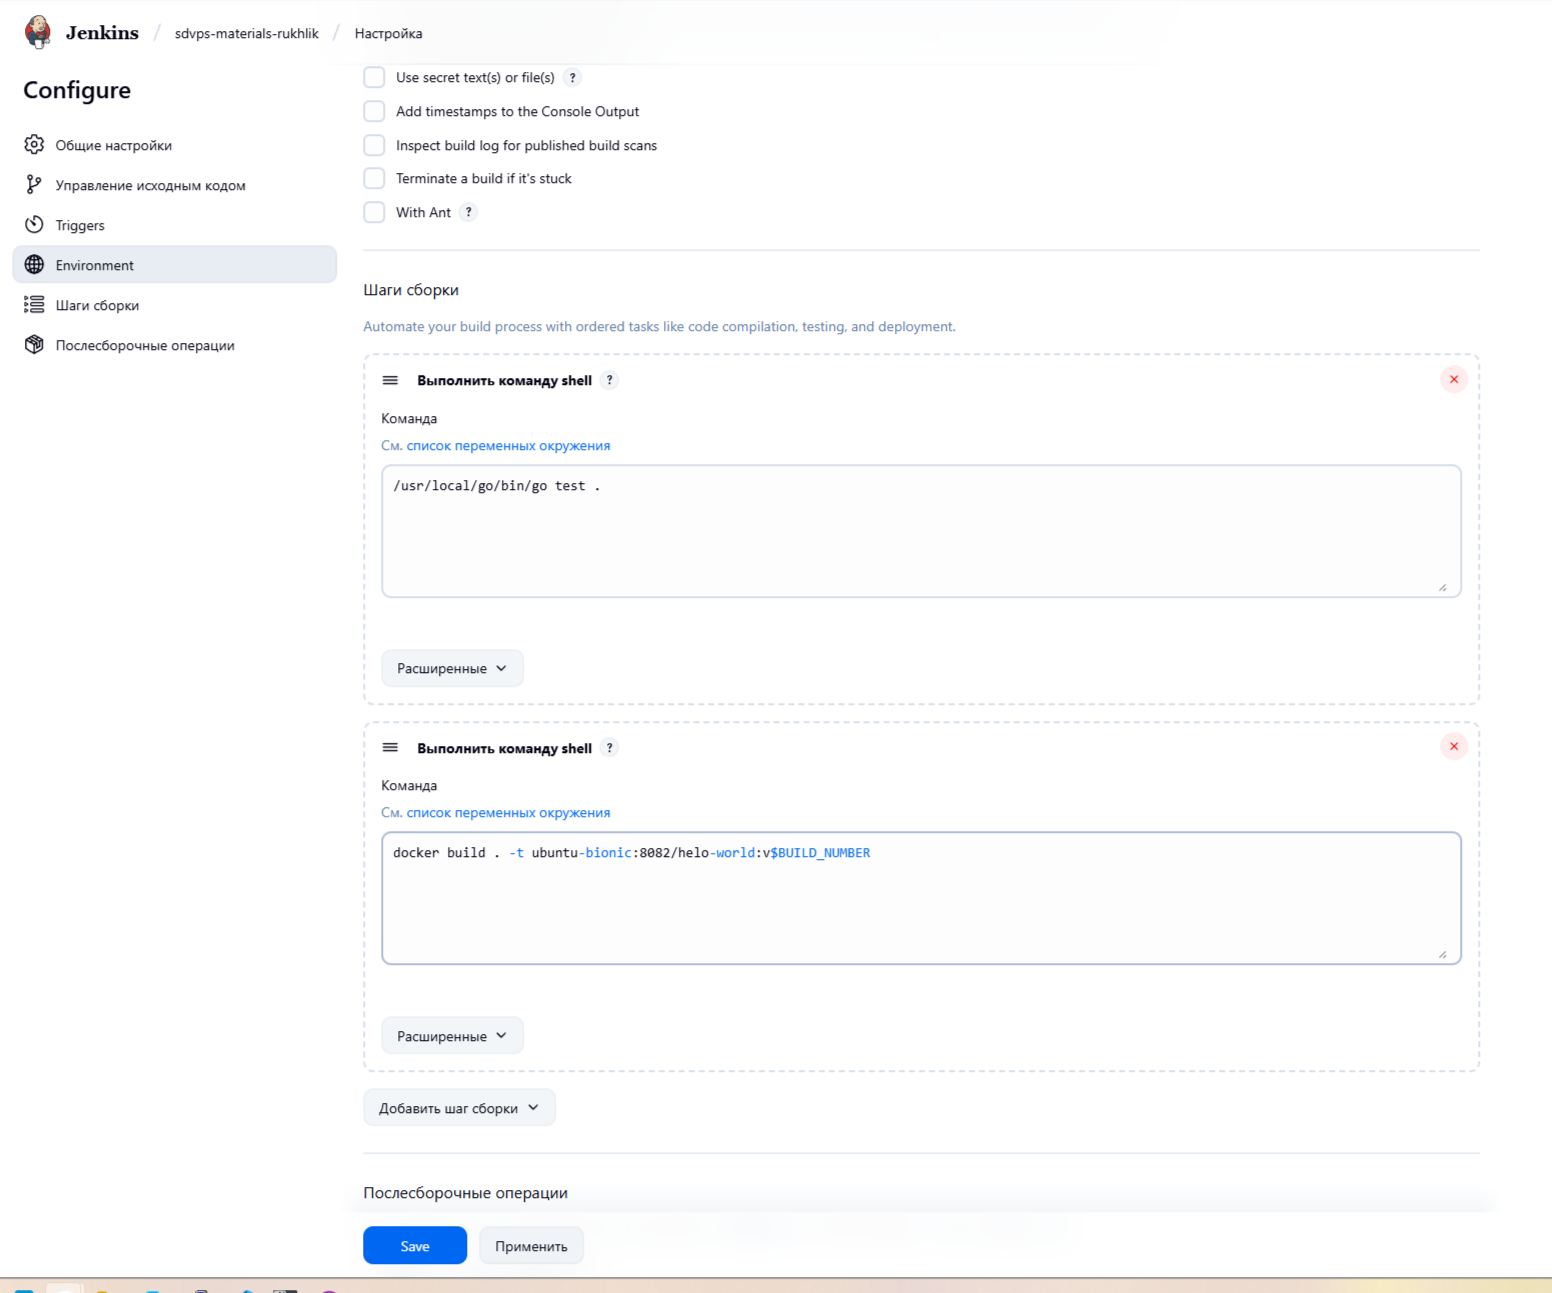 Jenkins / sdvps-materials-rukhlik / Настройка
Configure
Общие настройки
Управление исходным кодом
Triggers
Environment
Шаги сборки
Послесборочные операции
Use secret text(s) or file(s) ?
Add timestamps to the Console Output
Inspect build log for published build scans
Terminate a build if it's stuck
With Ant ?
Шаги сборки
Automate your build process with ordered tasks like code compilation, testing, and deployment.
Выполнить команду shell ?
Команда
См. список переменных окружения
/usr/local/go/bin/go test .
Расширенные
Выполнить команду shell ?
Команда
См. список переменных окружения
docker build . -t ubuntu-bionic:8082/helo-world:v$BUILD_NUMBER
Расширенные
Добавить шаг сборки
Послесборочные операции
Save
Применить